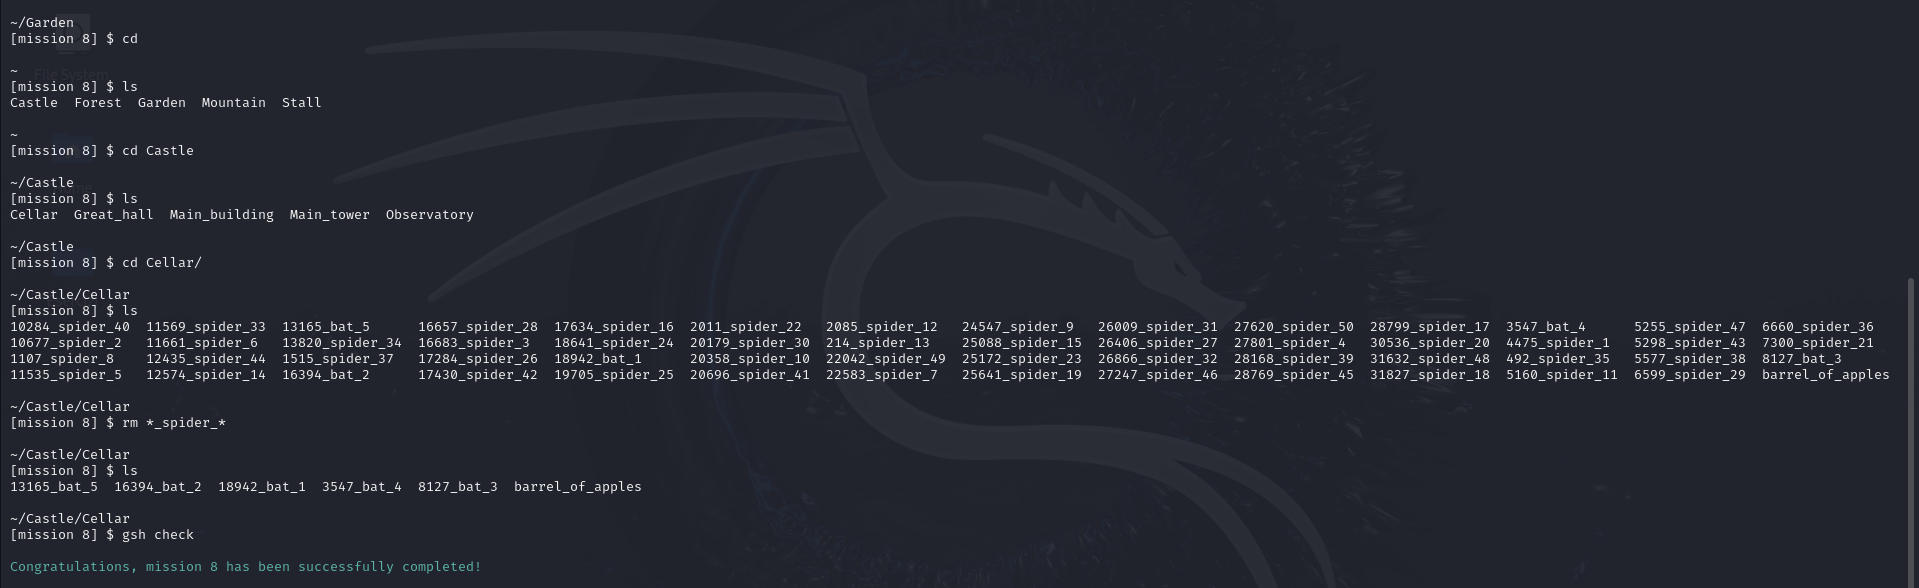 ~/Garden
[mission 8] $ cd
~
File System
[mission 8] $ ls
Castle  Forest  Garden  Mountain  Stall
~
[mission 8] $ cd Castle
~/Castle
[mission 8] $ ls
Cellar  Great_hall  Main_building  Main_tower  Observatory
~/Castle
[mission 8] $ cd Cellar/
~/Castle/Cellar
[mission 8] $ ls
10284_spider_40  11569_spider_33  13165_bat_5      16657_spider_28  17634_spider_16  2011_spider_22   2085_spider_12   24547_spider_9   26009_spider_31  27620_spider_50  28799_spider_17  3547_bat_4      5255_spider_47  6660_spider_36
10677_spider_2   11661_spider_6   13820_spider_34  16683_spider_3   18641_spider_24  20179_spider_30  214_spider_13    25088_spider_15  26406_spider_27  27801_spider_4   30536_spider_20  4475_spider_1   5298_spider_43  7300_spider_21
1107_spider_8    12435_spider_44  1515_spider_37   17284_spider_26  18942_bat_1      20358_spider_10  22042_spider_49  25172_spider_23  26866_spider_32  28168_spider_39  31632_spider_48  492_spider_35   5577_spider_38  8127_bat_3
11535_spider_5   12574_spider_14  16394_bat_2      17430_spider_42  19705_spider_25  20696_spider_41  22583_spider_7   25641_spider_19  27247_spider_46  28769_spider_45  31827_spider_18  5160_spider_11  6599_spider_29  barrel_of_apples
~/Castle/Cellar
[mission 8] $ rm *_spider_*
~/Castle/Cellar
[mission 8] $ ls
13165_bat_5  16394_bat_2  18942_bat_1  3547_bat_4  8127_bat_3  barrel_of_apples
~/Castle/Cellar
[mission 8] $ gsh check
Congratulations, mission 8 has been successfully completed!